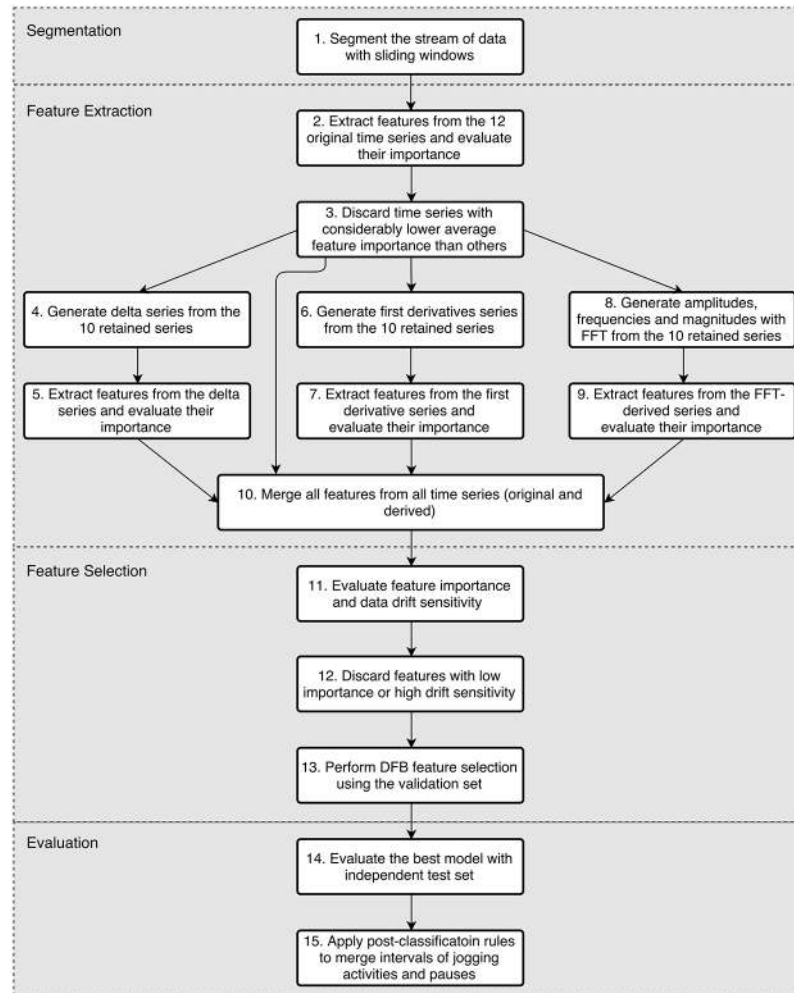 Segmentation
1. Segment the stream of data
with sliding windows
Feature Extraction
2. Extract features from the 12
original time series and evaluate
their importance
3. Discard time series with
considerably lower average
feature importance than others
4. Generate delta series from the
10 retained series
6. Generate first derivatives series
from the 10 retained series
8. Generate amplitudes,
frequencies and magnitudes with
FFT from the 10 retained series
5. Extract features from the delta
series and evaluate their
importance
7. Extract features from the first
derivative series and
evaluate their importance
9. Extract features from the FFT-
derived series and
evaluate their importance
10. Merge all features from all time series (original and
derived)
Feature Selection
11. Evaluate feature importance
and data drift sensitivity
12. Discard features with low
importance or high drift sensitivity
13. Perform DFB feature selection
using the validation set
Evaluation
14. Evaluate the best model with
independent test set
15. Apply post-classificatoin rules
to merge intervals of jogging
activities and pauses